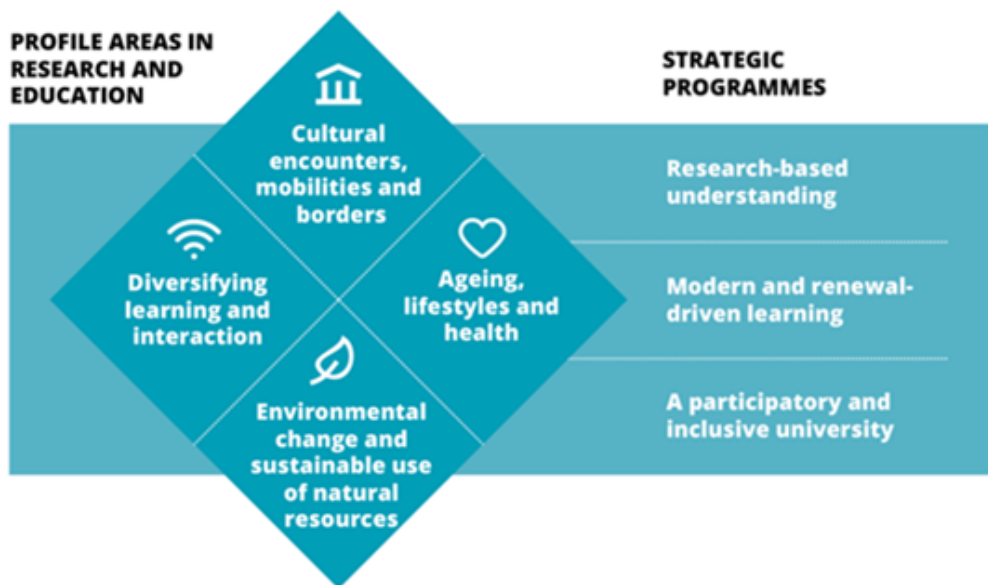 PROFILE AREAS IN
RESEARCH AND
EDUCATION
Cultural
encounters,
mobilities and
borders
Diversifying
learning and
interaction
Ageing,
lifestyles and
health
Environmental
change and
sustainable use
of natural
resources
STRATEGIC
PROGRAMMES
Research-based
understanding
Modern and renewal-
driven learning
A participatory and
inclusive university